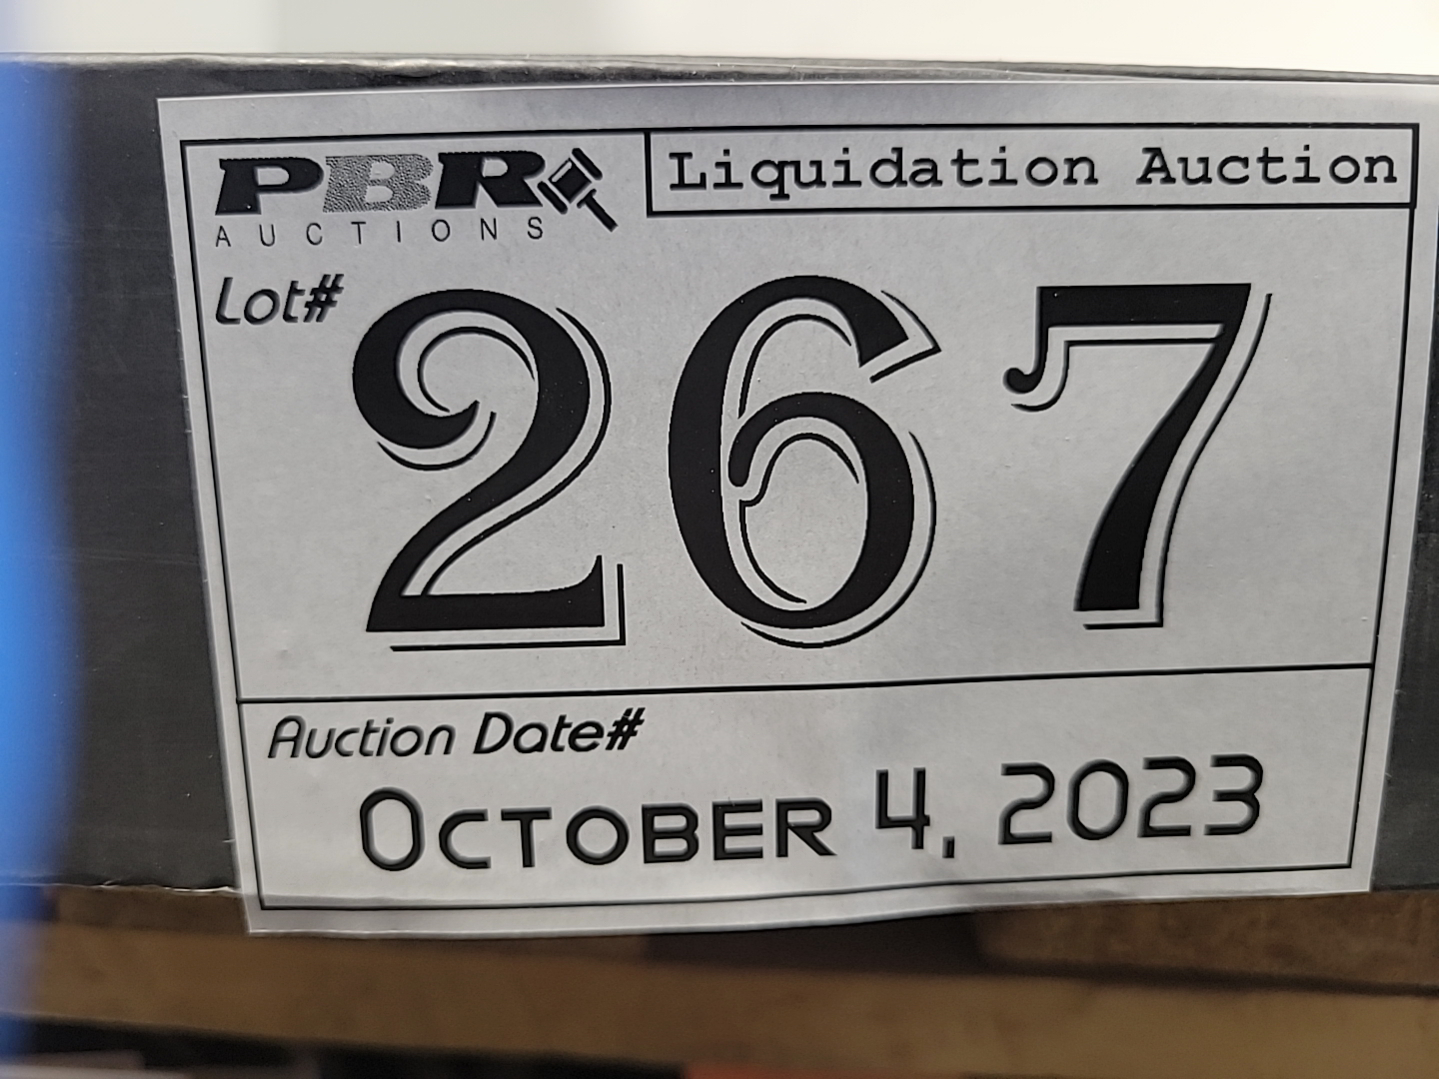 PBR
AUCTIONS
Liquidation Auction
Lot#
267
Auction Date#
October 4, 2023